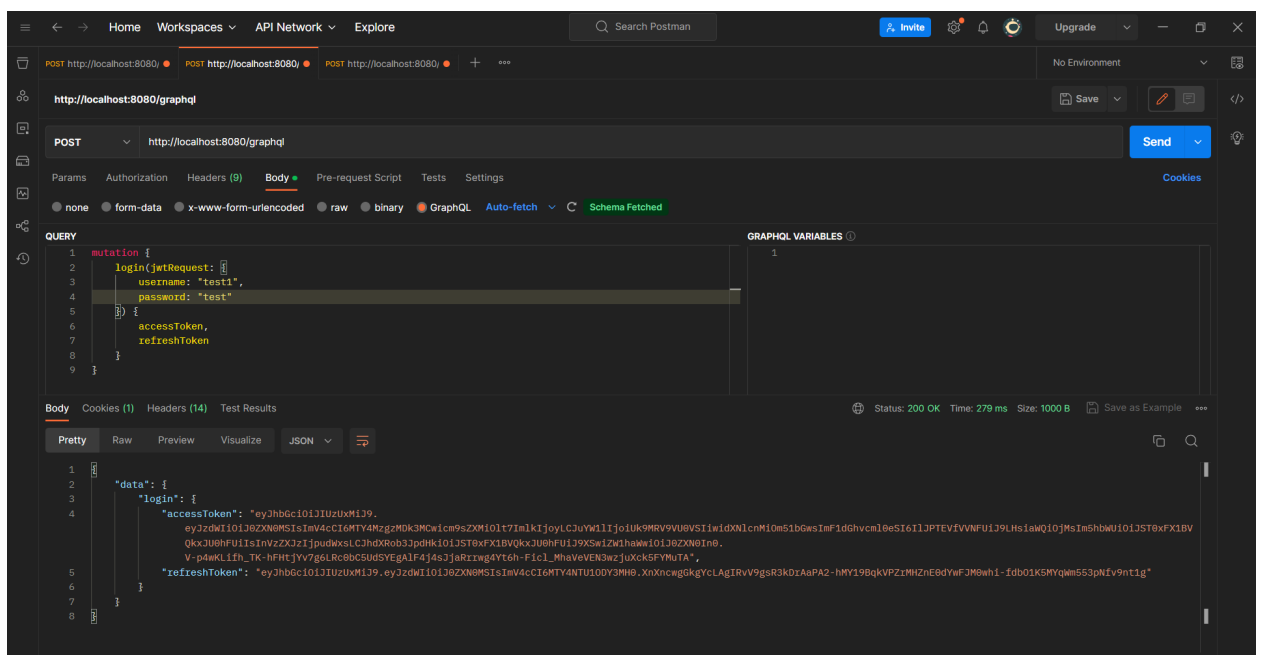 Home Workspaces API Network Explore Search Postman Invite Upgrade
POST http://localhost:8080/ POST http://localhost:8080/ POST http://localhost:8080/ No Environment
http://localhost:8080/graphql Save
POST http://localhost:8080/graphql Send
Params Authorization Headers (9) Body Pre-request Script Tests Settings Cookies
none form-data x-www-form-urlencoded raw binary GraphQL Auto-fetch Schema Fetched
QUERY GRAPHQL VARIABLES
1 mutation { 1
2 login(jwtRequest: {
3 username: "test1",
4 password: "test"
5 }) {
6 accessToken,
7 refreshToken
8 }
9 }
Body Cookies (1) Headers (14) Test Results Status: 200 OK Time: 279 ms Size: 1000 B Save as Example
Pretty Raw Preview Visualize JSON
1 {
2 "data": {
3 "login": {
4 "accessToken": "eyJhbGciOiJIUzUxMiJ9.
5 "refreshToken":
6 }
7 }
8 }